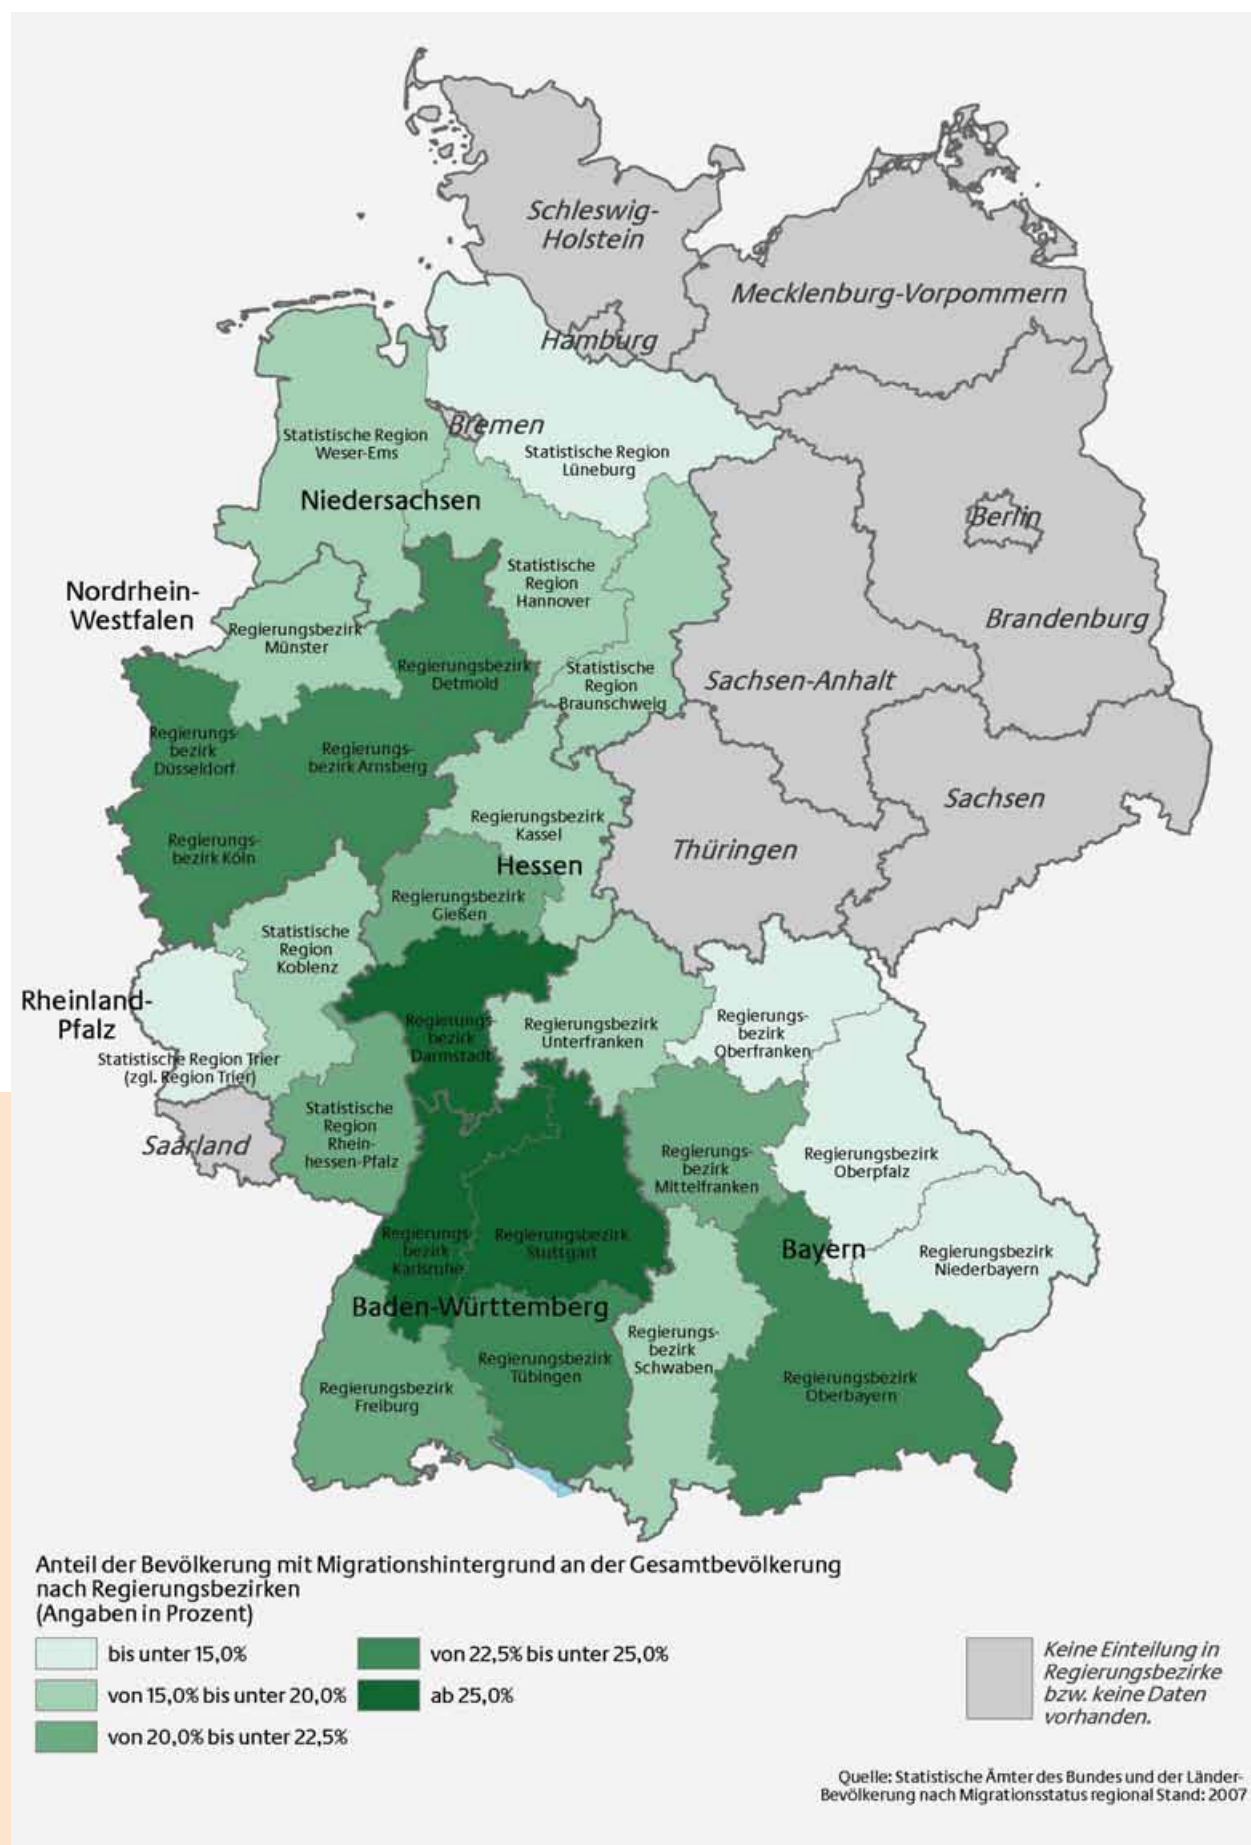 Schleswig-
Holstein
Mecklenburg-Vorpommern
Hamburg
Bremen
Statistische Region
Weser-Ems
Statistische Region
Lüneburg
Niedersachsen
Berlin
Statistische
Region
Hannover
Nordrhein-
Westfalen
Brandenburg
Regierungsbezirk
Münster
Regierungsbezirk
Detmold
Statistische
Region
Braunschweig
Sachsen-Anhalt
Regierungs-
bezirk
Düsseldorf
Regierungs-
bezirk Arnsberg
Sachsen
Regierungsbezirk
Kassel
Regierungs-
bezirk Köln
Thüringen
Hessen
Regierungsbezirk
Gießen
Statistische
Region
Koblenz
Rheinland-
Pfalz
Regierungs-
bezirk
Darmstadt
Regierungsbezirk
Unterfranken
Regierungs-
bezirk
Oberfranken
Statistische Region Trier
(zgl. Region Trier)
Statistische
Region
Rhein-
hessen-Pfalz
Saarland
Regierungs-
bezirk
Mittelfranken
Regierungsbezirk
Oberpfalz
Regierungs-
bezirk
Karlsruhe
Regierungsbezirk
Stuttgart
Bayern
Regierungsbezirk
Niederbayern
Baden-Württemberg
Regierungs-
bezirk
Schwaben
Regierungsbezirk
Tübingen
Regierungsbezirk
Freiburg
Regierungsbezirk
Oberbayern
Anteil der Bevölkerung mit Migrationshintergrund an der Gesamtbevölkerung
nach Regierungsbezirken
(Angaben in Prozent)
bis unter 15,0%
von 15,0% bis unter 20,0%
von 20,0% bis unter 22,5%
von 22,5% bis unter 25,0%
ab 25,0%
Keine Einteilung in
Regierungsbezirke
bzw. keine Daten
vorhanden.
Quelle: Statistische Ämter des Bundes und der Länder-
Bevölkerung nach Migrationsstatus regional Stand: 2007